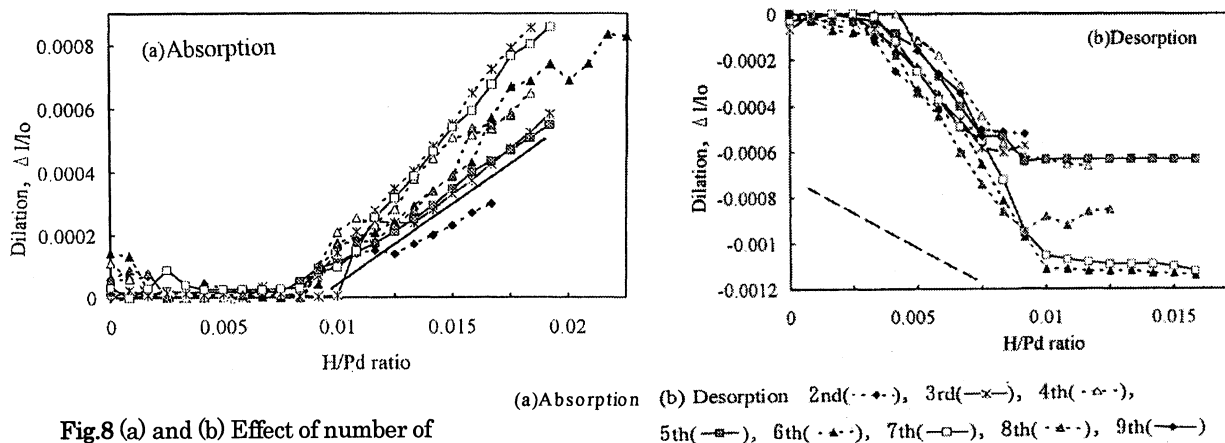 (a)Absorption
Dilation, Δl/lo
0.0008
0.0006
0.0004
0.0002
0
0
0.005
0.01
0.015
0.02
H/Pd ratio
(b)Desorption
Dilation, Δl/lo
0
-0.0002
-0.0004
-0.0006
-0.0008
-0.001
-0.0012
0
0.005
0.01
0.015
H/Pd ratio
(a)Absorption (b) Desorption 2nd(--◆--), 3rd(—×—), 4th(--△--),
Fig.8 (a) and (b) Effect of number of
5th(—■—), 6th(--▲--), 7th(—□—), 8th(--▲--), 9th(—◆—)